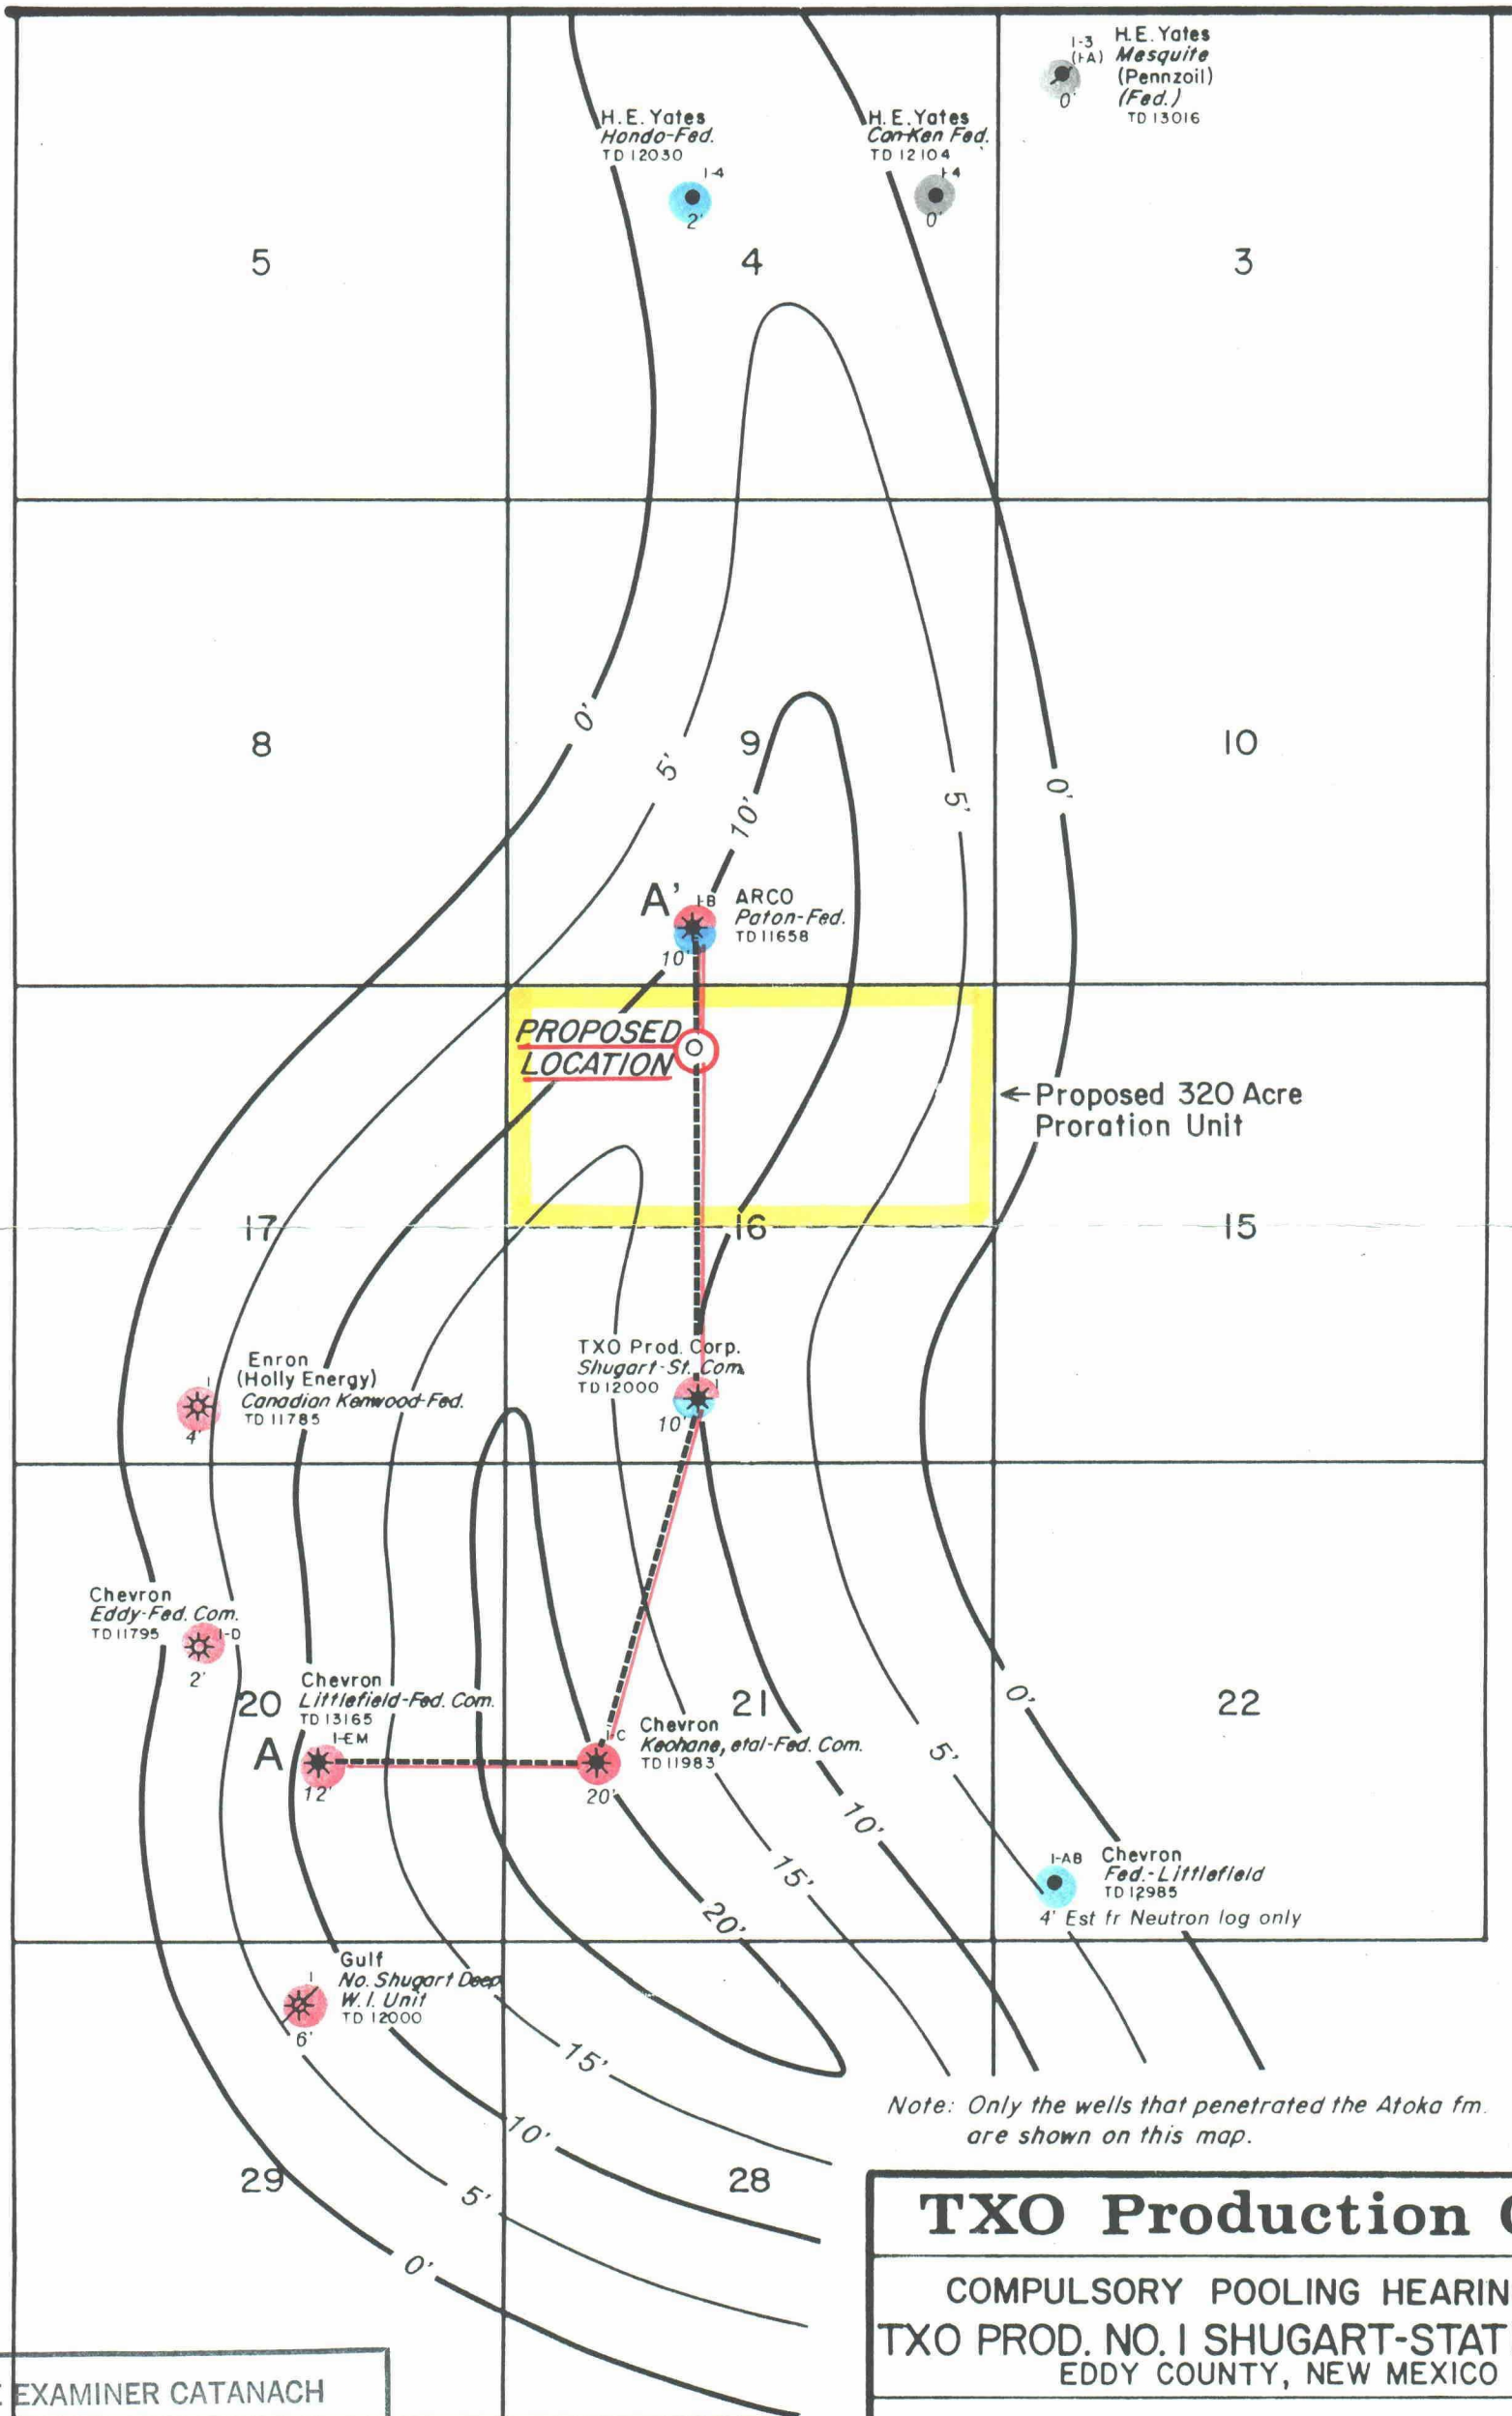 1-3
(1-A)
H.E. Yates
Mesquite
(Pennzoil)
(Fed.)
TD 13016
0'
H.E. Yates
Hondo-Fed.
TD 12030
1-4
2'
H.E. Yates
Con-Ken Fed.
TD 12104
1-4
0'
5
4
3
8
9
10
0'
5'
10'
5'
0'
A'
1-B
ARCO
Paton-Fed.
TD 11658
10'
PROPOSED
LOCATION
←Proposed 320 Acre
Proration Unit
17
16
15
TXO Prod. Corp.
Shugart-St. Com.
TD 12000
1
10'
1
Enron
(Holly Energy)
Canadian Kenwood-Fed.
TD 11785
4'
Chevron
Eddy-Fed. Com.
TD 11795
1-D
2'
20
21
22
Chevron
Littlefield-Fed. Com.
TD 13165
1-EM
A
12'
1-C
Chevron
Keohane, etal-Fed. Com.
TD 11983
20'
0'
5'
10'
15'
20'
1-AB
Chevron
Fed.-Littlefield
TD 12985
4' Est fr Neutron log only
1
Gulf
No. Shugart Deep
W.I. Unit
TD 12000
6'
15'
10'
5'
0'
29
28
Note: Only the wells that penetrated the Atoka fm.
are shown on this map.
TXO Production
COMPULSORY POOLING HEARIN
TXO PROD. NO. 1 SHUGART-STAT
EDDY COUNTY, NEW MEXICO
EXAMINER CATANACH